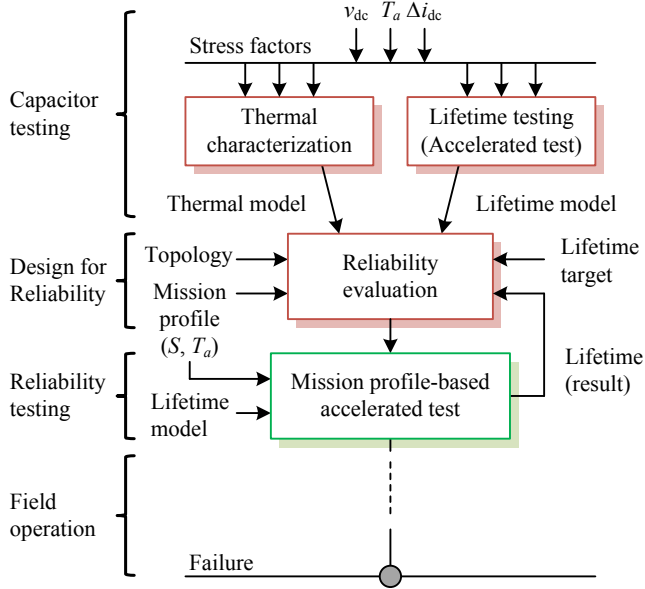 v_dc T_a Δi_dc
Stress factors
Capacitor
testing
Thermal
characterization
Lifetime testing
(Accelerated test)
Thermal model
Lifetime model
Design for
Reliability
Topology
Mission
profile
(S, T_a)
Reliability
evaluation
Lifetime
target
Reliability
testing
Lifetime
model
Mission profile-based
accelerated test
Lifetime
(result)
Field
operation
Failure